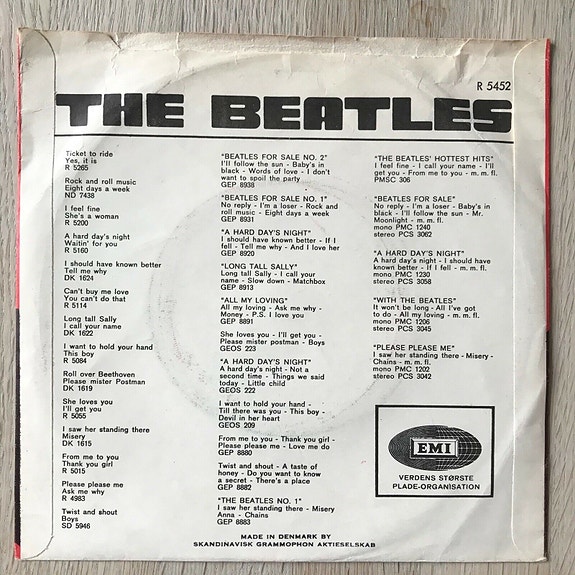 R 5452
THE BEATLES
Ticket to ride
Yes, it is
R 5265
Rock and roll music
Eight days a week
ND 7438
I feel fine
She's a woman
R 5200
A hard day's night
Waitin' for you
R 5160
I should have known better
Tell me why
DK 1624
Can't buy me love
You can't do that
R 5114
Long tall Sally
I call your name
DK 1622
I want to hold your hand
This boy
R 5084
Roll over Beethoven
Please mister Postman
DK 1619
She loves you
I'll get you
R 5055
I saw her standing there
Misery
DK 1615
From me to you
Thank you girl
R 5015
Please please me
Ask me why
R 4983
Twist and shout
Boys
SD 5946
"BEATLES FOR SALE NO. 2"
I'll follow the sun - Baby's in
black - Words of love - I don't
want to spoil the party
GEP 8938
"BEATLES FOR SALE NO. 1"
No reply - I'm a loser - Rock and
roll music - Eight days a week
GEP 8931
"A HARD DAY'S NIGHT"
I should have known better - If I
fell - Tell me why - And I love her
GEP 8920
"LONG TALL SALLY"
Long tall Sally - I call your
name - Slow down - Matchbox
GEP 8913
"ALL MY LOVING"
All my loving - Ask me why -
Money - P.S. I love you
GEP 8891
She loves you - I'll get you -
Please mister postman - Boys
GEOS 223
"A HARD DAY'S NIGHT"
A hard day's night - Not a
second time - Things we said
today - Little child
GEOS 222
I want to hold your hand -
Till there was you - This boy -
Devil in her heart
GEOS 209
From me to you - Thank you girl -
Please please me - Love me do
GEP 8880
Twist and shout - A taste of
honey - Do you want to know
a secret - There's a place
GEP 8882
"THE BEATLES NO. 1"
I saw her standing there - Misery
Anna - Chains
GEP 8883
"THE BEATLES' HOTTEST HITS"
I feel fine - I call your name - I'll
get you - From me to you - m. m. fl.
PMSC 306
"BEATLES FOR SALE"
No reply - I'm a loser - Baby's in
black - I'll follow the sun - Mr.
Moonlight - m. m. fl.
mono PMC 1240
stereo PCS 3062
"A HARD DAY'S NIGHT"
A hard day's night - I should have
known better - If I fell - m. m. fl.
mono PMC 1230
stereo PCS 3058
"WITH THE BEATLES"
It won't be long - All I've got
to do - All my loving - m. m. fl.
mono PMC 1206
stereo PCS 3045
"PLEASE PLEASE ME"
I saw her standing there - Misery -
Chains - m. m. fl.
mono PMC 1202
stereo PCS 3042
EMI
VERDENS STØRSTE
PLADE-ORGANISATION
MADE IN DENMARK BY
SKANDINAVISK GRAMMOPHON AKTIESELSKAB